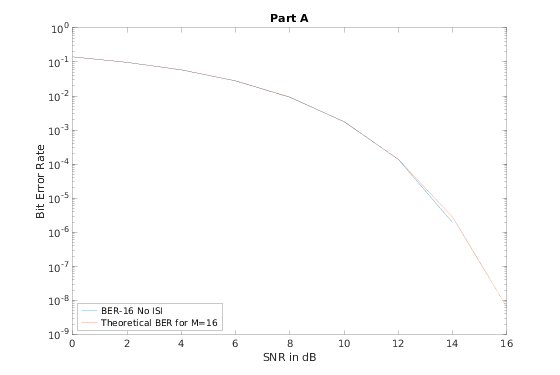 Part A
10^0
10^-1
10^-2
10^-3
10^-4
10^-5
10^-6
10^-7
10^-8
10^-9
Bit Error Rate
BER-16 No ISI
Theoretical BER for M=16
0 2 4 6 8 10 12 14 16
SNR in dB